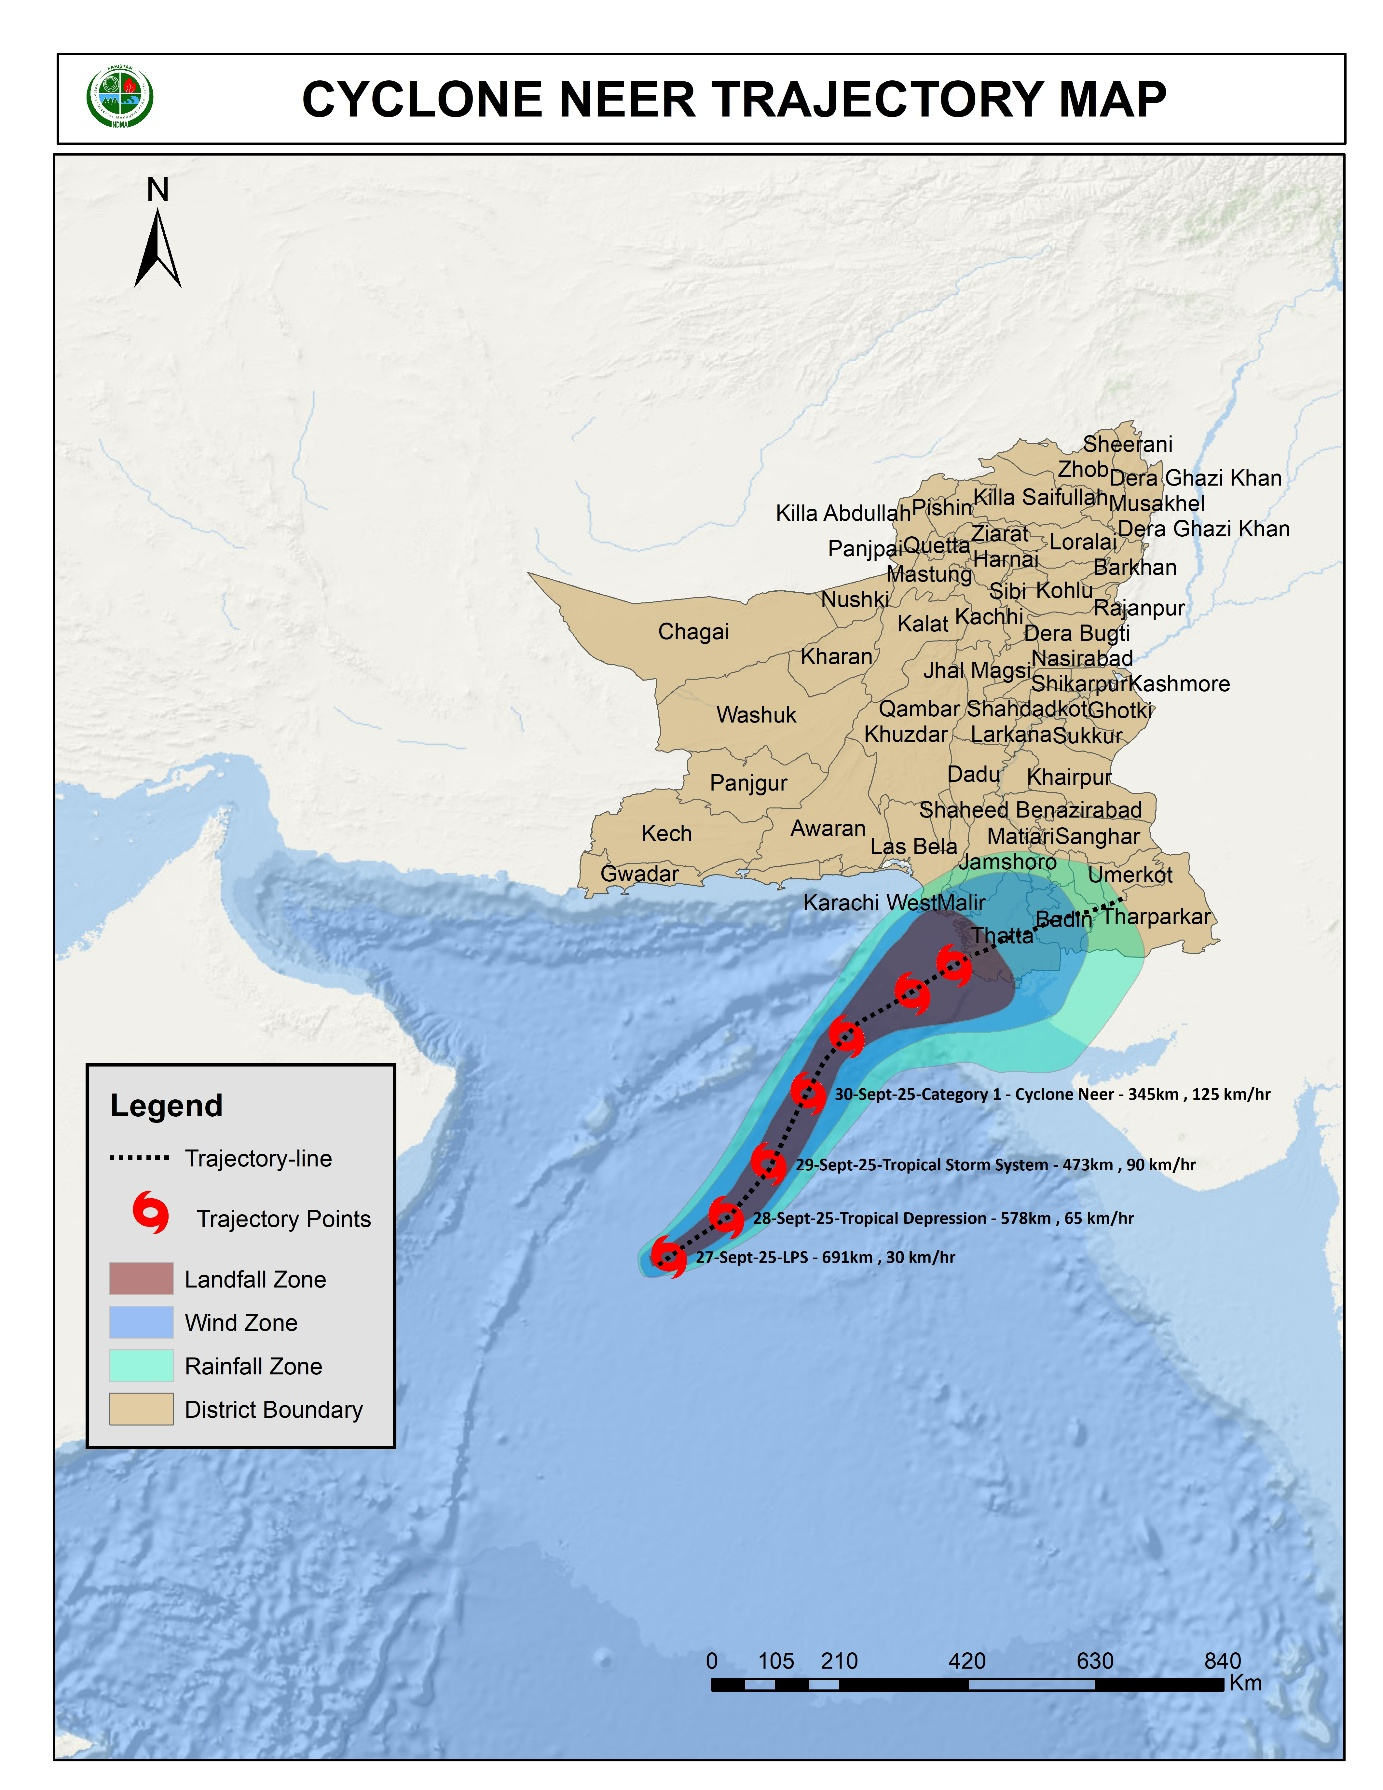 CYCLONE NEER TRAJECTORY MAP
N
Sheerani
Zhob
Dera Ghazi Khan
Killa Saifullah
Musakhel
Killa Abdullah
Pishin
Dera Ghazi Khan
Ziarat
Loralai
Panjpai
Quetta
Harnai
Barkhan
Mastung
Sibi
Kohlu
Nushki
Rajanpur
Kachhi
Kalat
Chagai
Dera Bugti
Kharan
Nasirabad
Jhal Magsi
Shikarpur
Kashmore
Qambar Shahdadkot
Ghotki
Washuk
Khuzdar
Larkana
Sukkur
Dadu
Khairpur
Panjgur
Shaheed Benazirabad
Kech
Awaran
Matiari
Sanghar
Las Bela
Jamshoro
Gwadar
Umerkot
Karachi West
Malir
Badin
Tharparkar
Thatta
30-Sept-25-Category 1 - Cyclone Neer - 345km , 125 km/hr
29-Sept-25-Tropical Storm System - 473km , 90 km/hr
28-Sept-25-Tropical Depression - 578km , 65 km/hr
27-Sept-25-LPS - 691km , 30 km/hr
Legend
Trajectory-line
Trajectory Points
Landfall Zone
Wind Zone
Rainfall Zone
District Boundary
0 105 210 420 630 840
Km